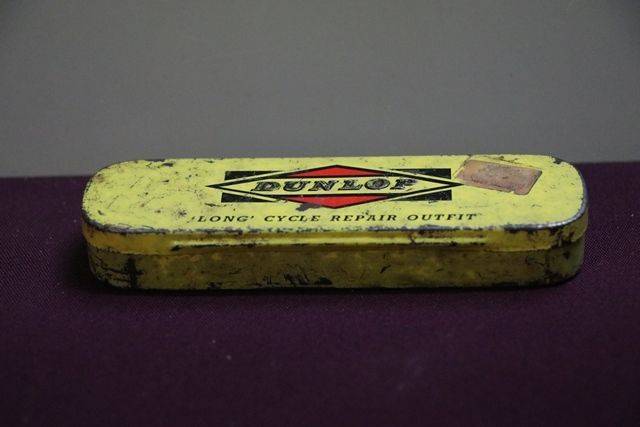 DUNLOP
'LONG' CYCLE REPAIR OUTFIT